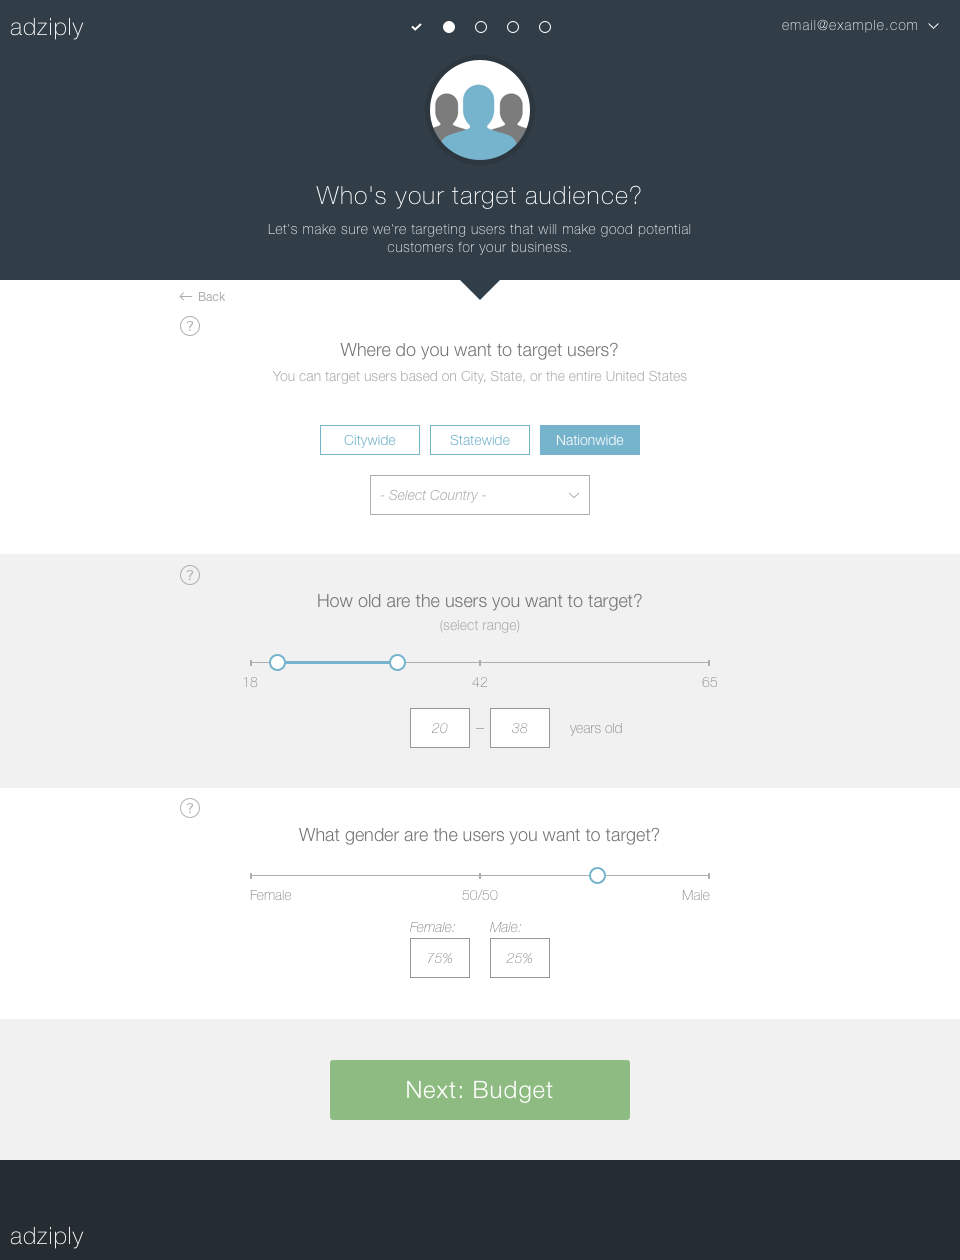 adziply
email@example.com
Who's your target audience?
Let's make sure we're targeting users that will make good potential
customers for your business.
Back
?
Where do you want to target users?
You can target users based on City, State, or the entire United States
Citywide Statewide Nationwide
- Select Country -
?
How old are the users you want to target?
(select range)
18 42 65
20 – 38 years old
?
What gender are the users you want to target?
Female 50/50 Male
Female: Male:
75% 25%
Next: Budget
adziply